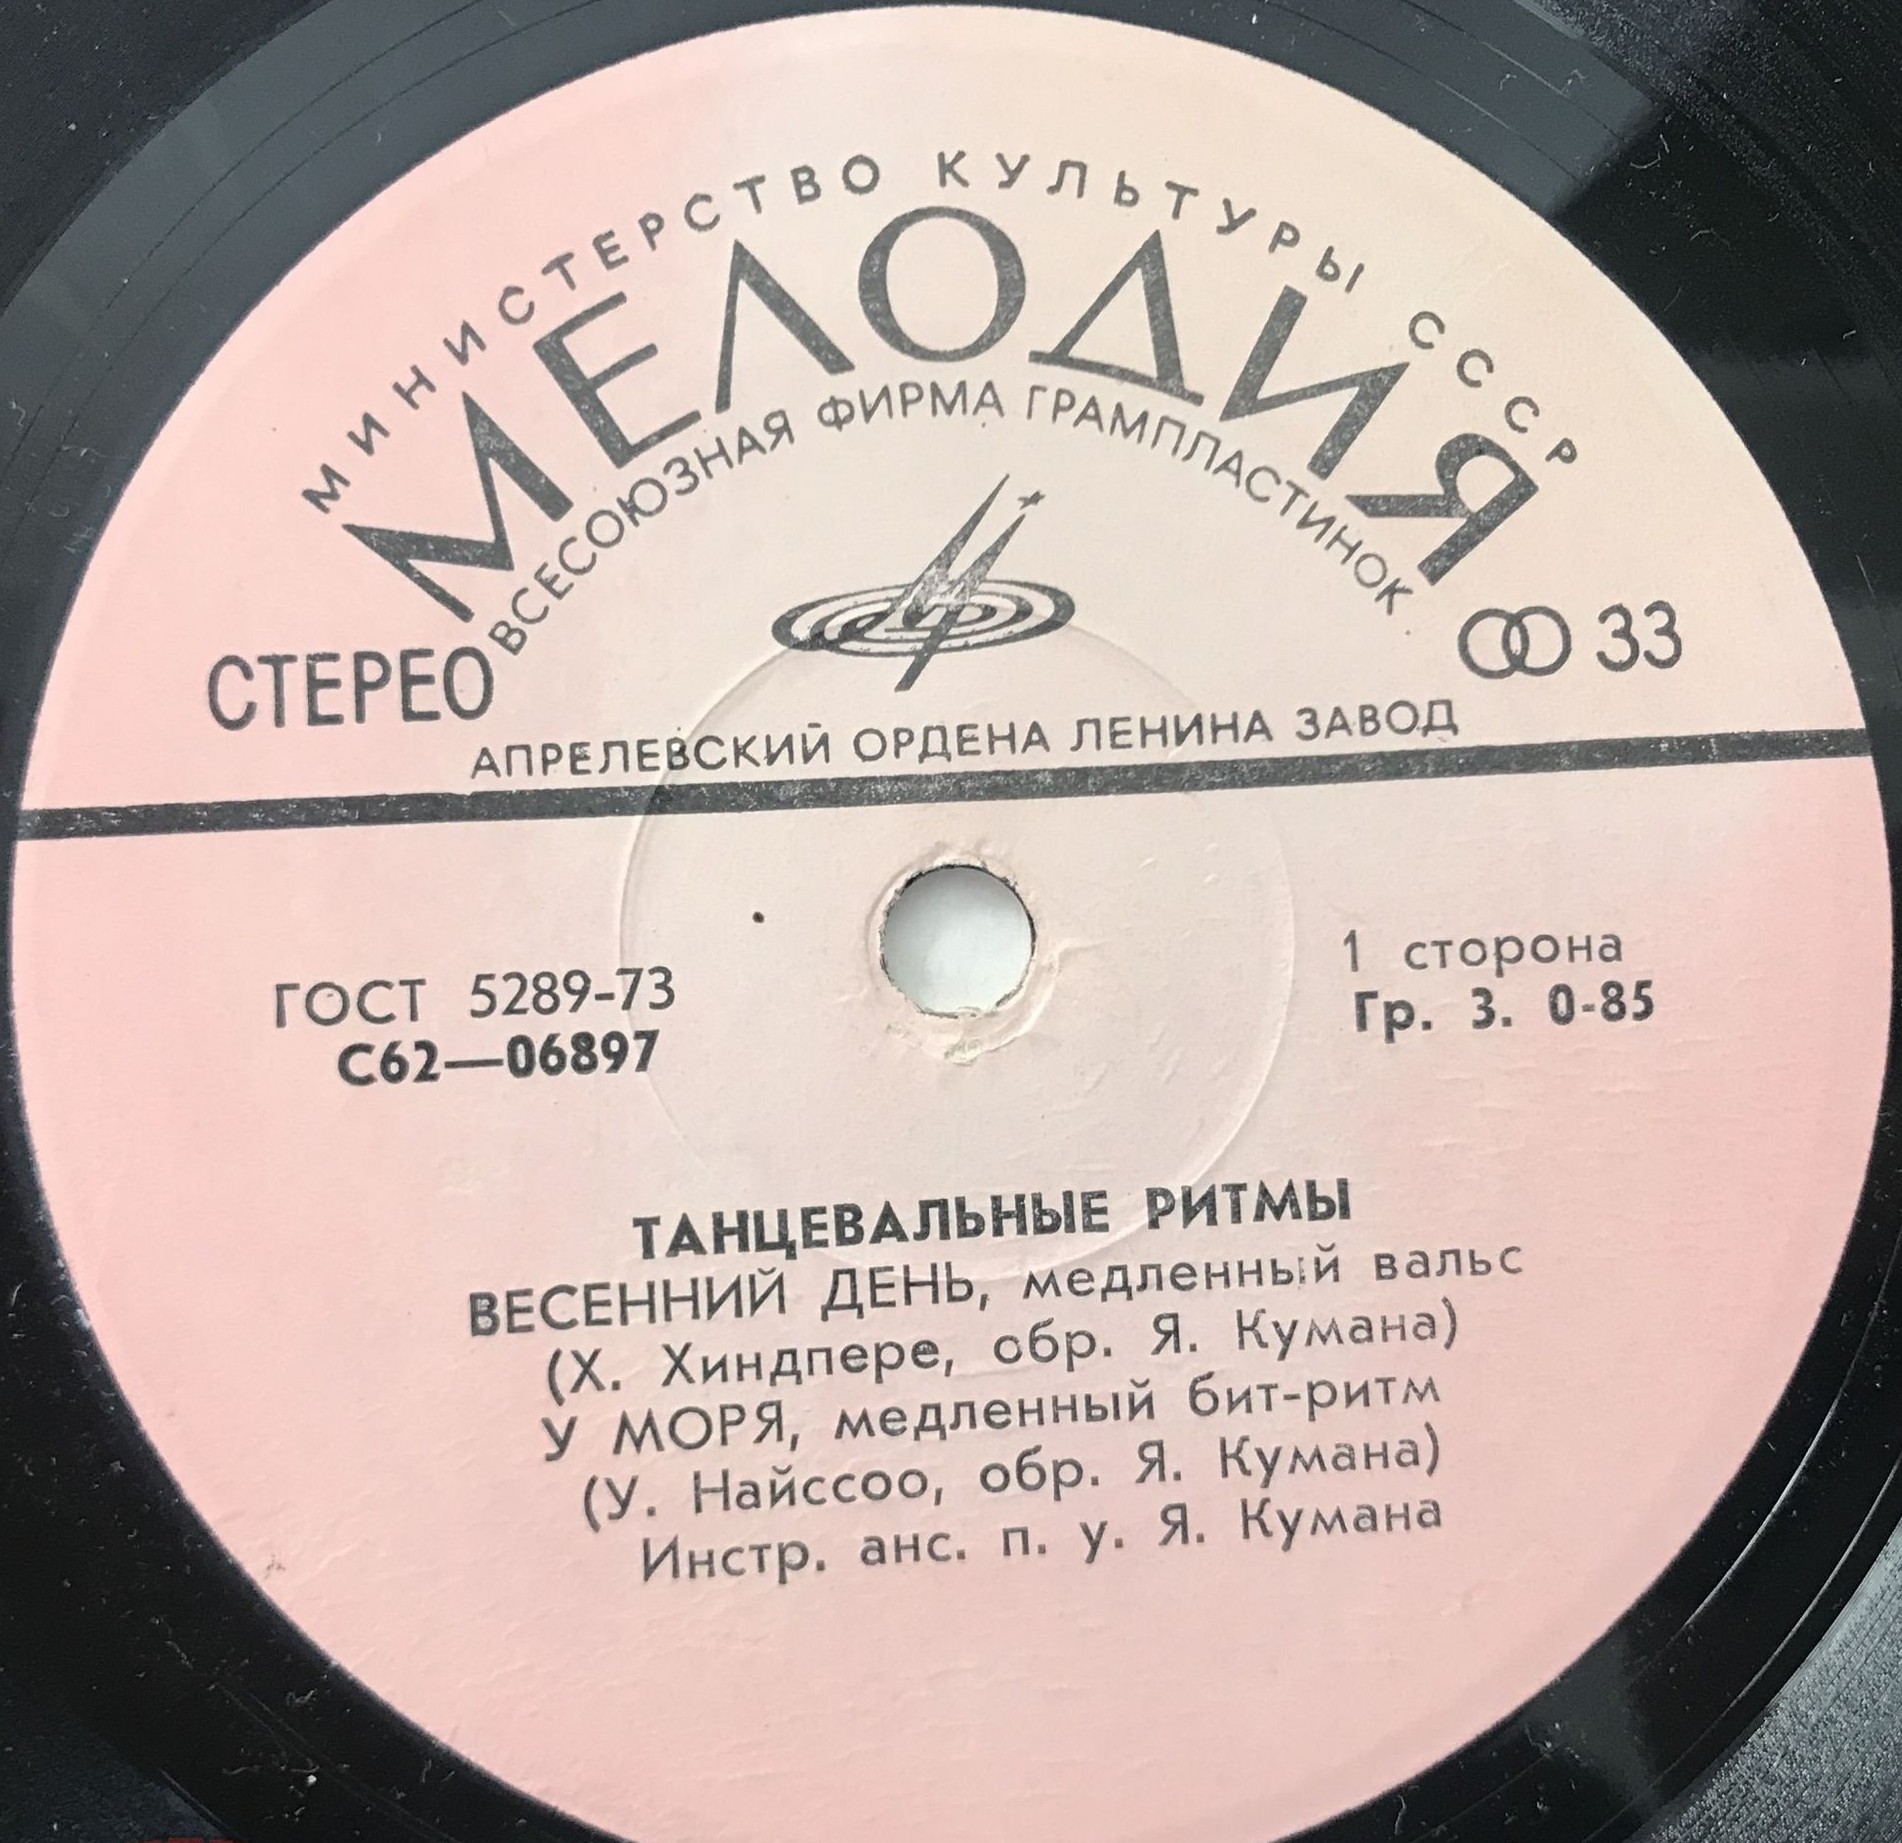 МИНИСТЕРСТВО КУЛЬТУРЫ СССР
МЕЛОДИЯ
ВСЕСОЮЗНАЯ ФИРМА ГРАМПЛАСТИНОК
СТЕРЕО
33
АПРЕЛЕВСКИЙ ОРДЕНА ЛЕНИНА ЗАВОД
ГОСТ 5289-73
С62—06897
1 сторона
Гр. 3. 0-85
ТАНЦЕВАЛЬНЫЕ РИТМЫ
ВЕСЕННИЙ ДЕНЬ, медленный вальс
(Х. Хиндпере, обр. Я. Кумана)
У МОРЯ, медленный бит-ритм
(У. Найссоо, обр. Я. Кумана)
Инстр. анс. п. у. Я. Кумана